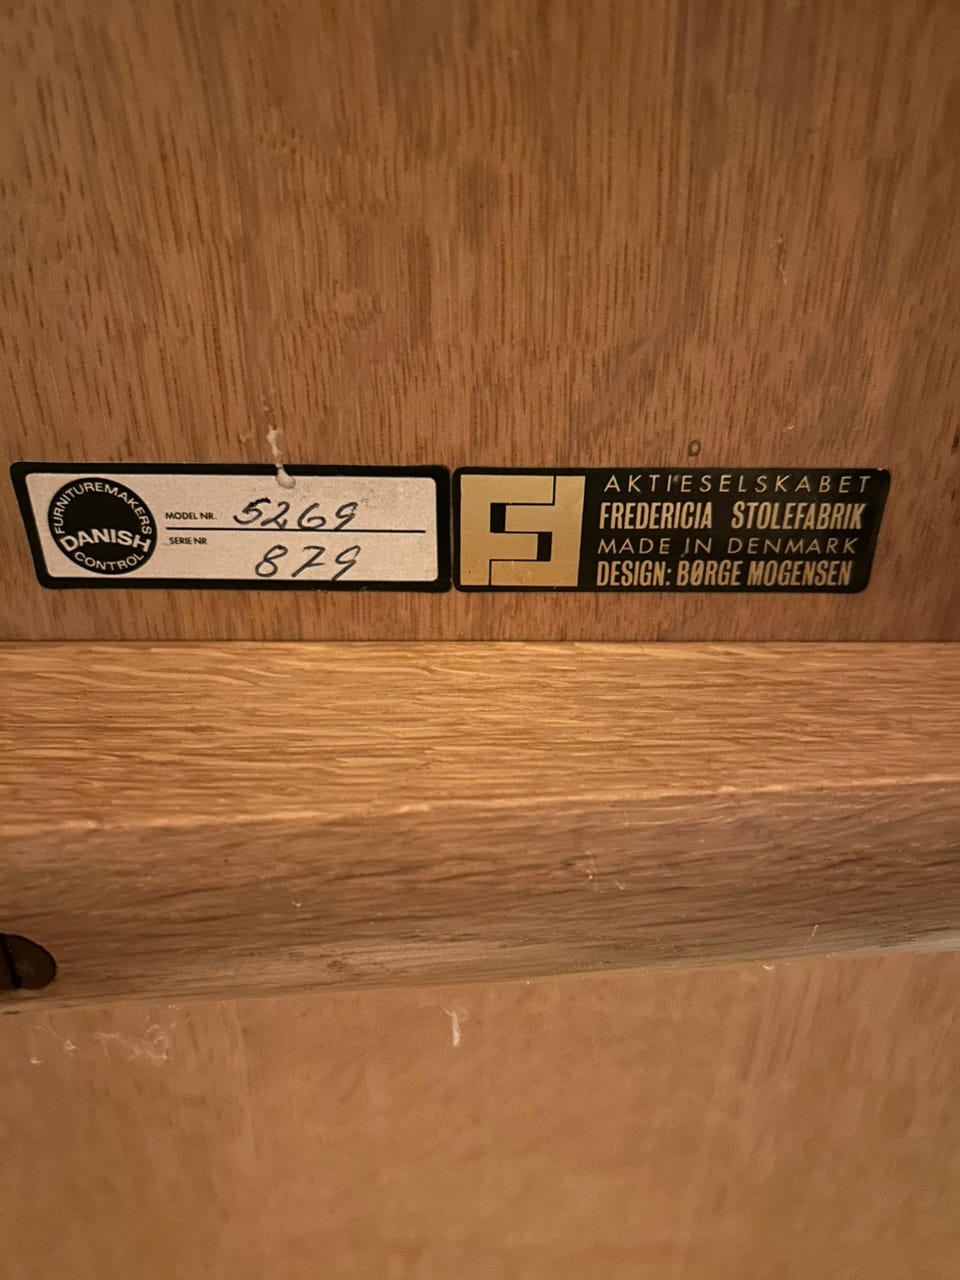 FURNITUREMAKERS
DANISH
CONTROL
MODEL NR. 5269
SERIE NR 879
AKTIESELSKABET
FREDERICIA STOLEFABRIK
MADE IN DENMARK
DESIGN: BØRGE MOGENSEN